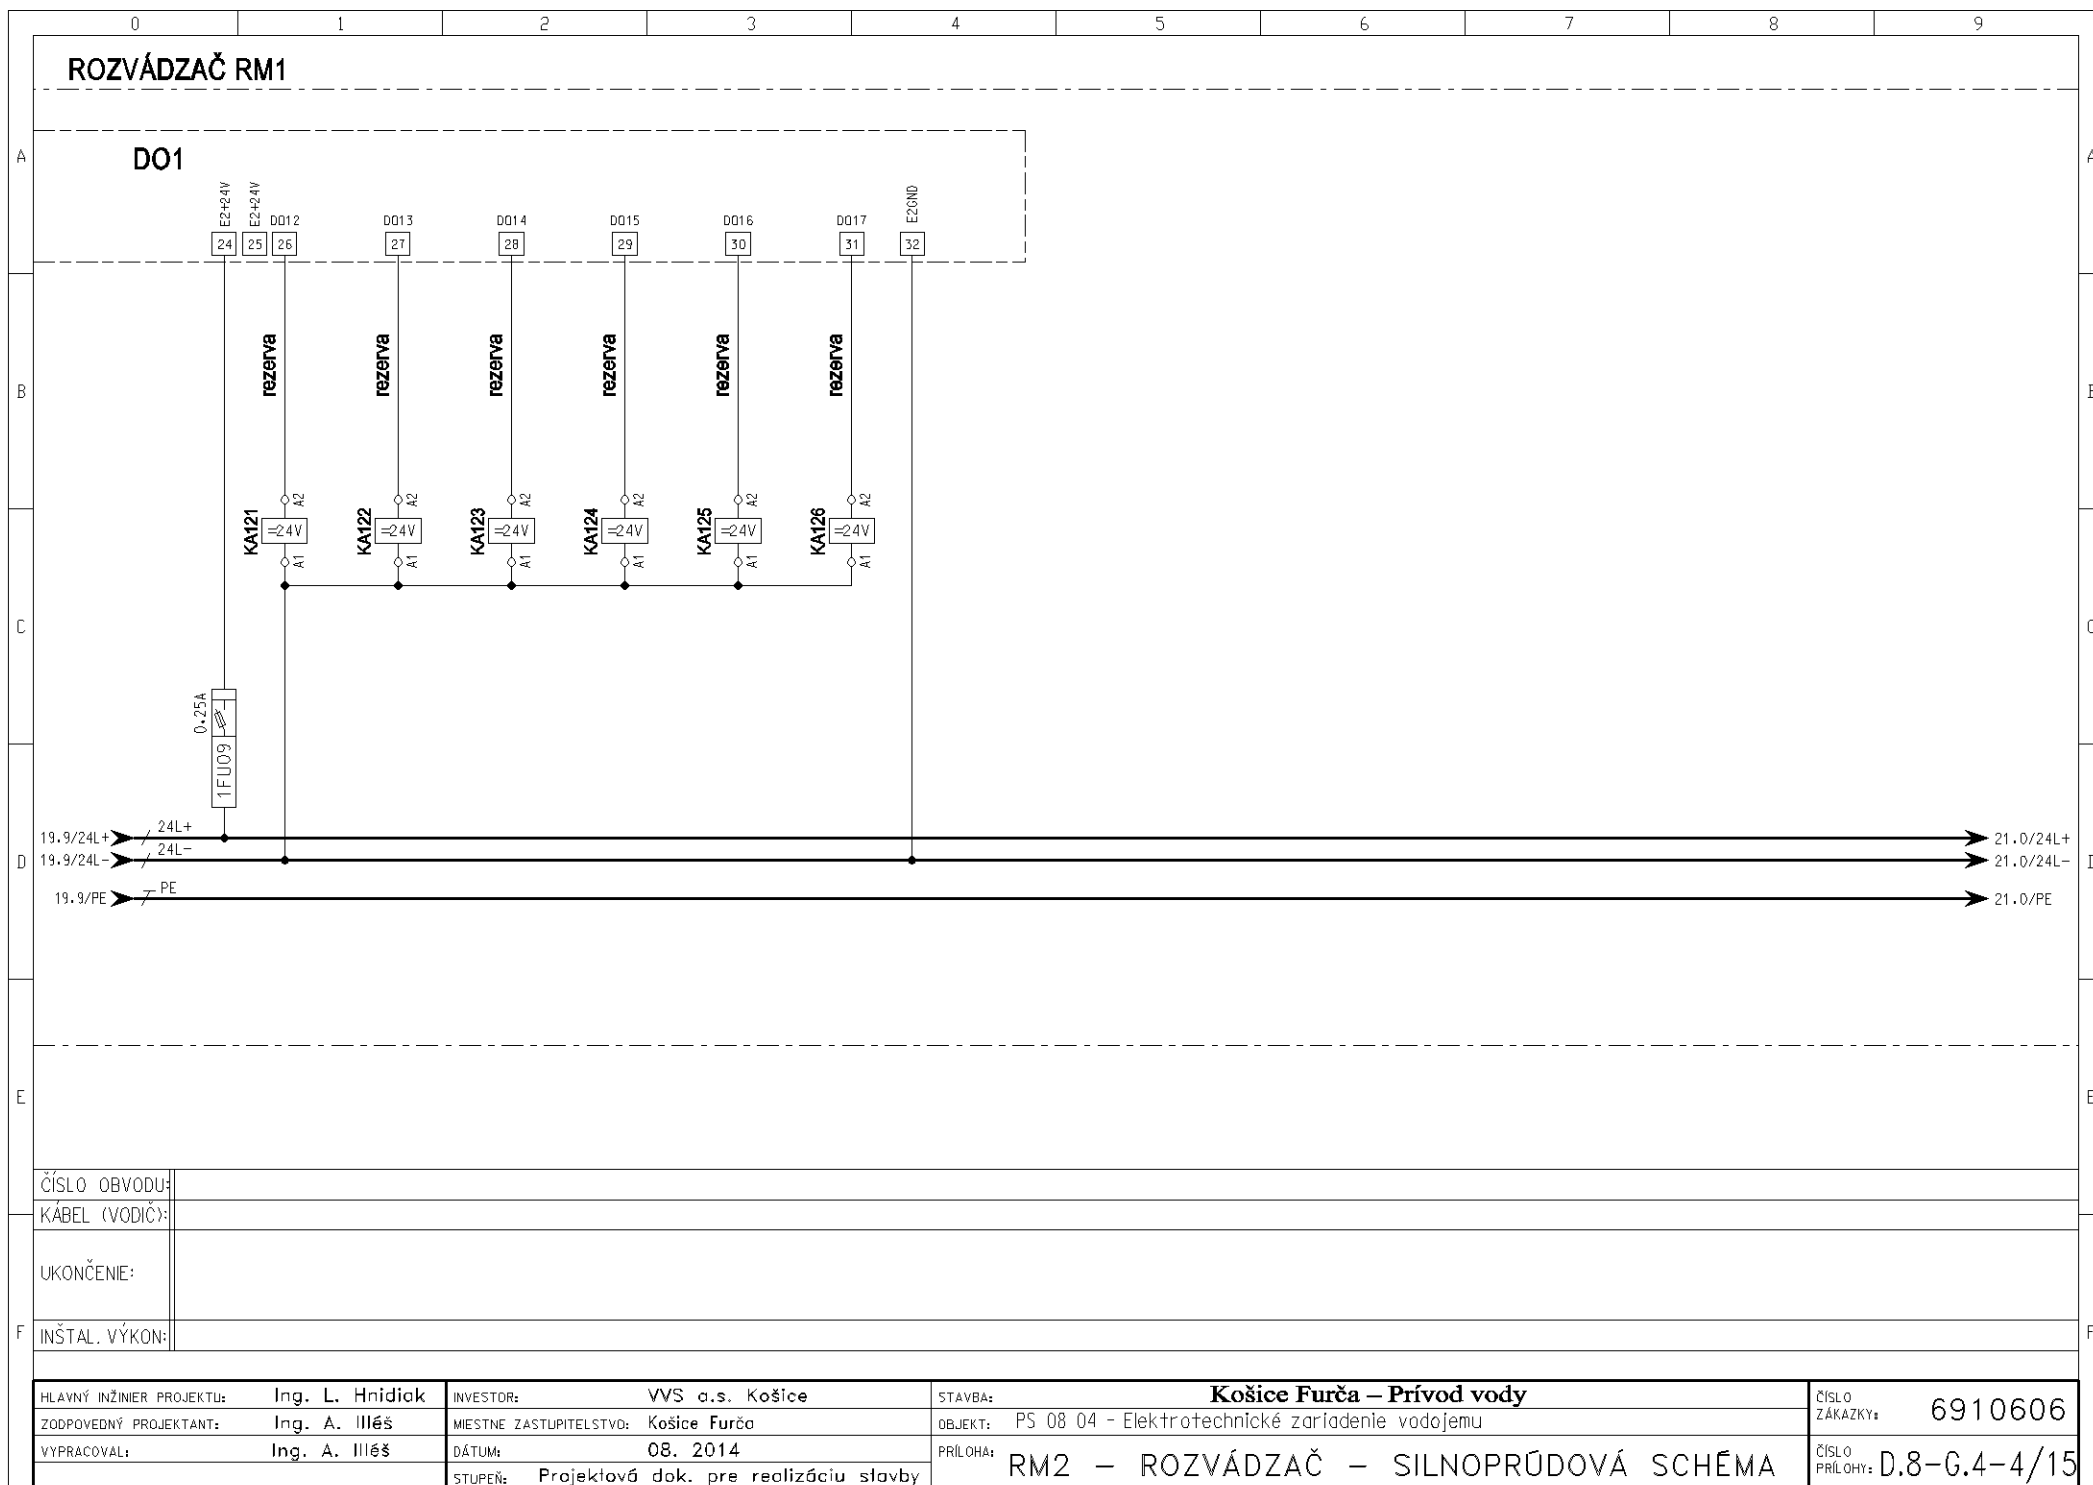 0 1 2 3 4 5 6 7 8 9
ROZVÁDZAČ RM1
A
DO1
E2+24V E2+24V DO12 DO13 DO14 DO15 DO16 DO17 E2GND
24 25 26 27 28 29 30 31 32
B
rezerva rezerva rezerva rezerva rezerva rezerva
A2 A2 A2 A2 A2 A2
KA121 =24V KA122 =24V KA123 =24V KA124 =24V KA125 =24V KA126 =24V
A1 A1 A1 A1 A1 A1
C
0.25A
1FU09
19.9/24L+ 24L+ 21.0/24L+
D 19.9/24L- 24L- 21.0/24L-
19.9/PE PE 21.0/PE
E
ČÍSLO OBVODU:
KÁBEL (VODIČ):
UKONČENIE:
F INŠTAL. VÝKON:
HLAVNÝ INŽINIER PROJEKTU: Ing. L. Hnidiak
ZODPOVEDNÝ PROJEKTANT: Ing. A. Illéš
VYPRACOVAL: Ing. A. Illéš
INVESTOR: VVS a.s. Košice
MIESTNE ZASTUPITELSTVO: Košice Furča
DÁTUM: 08. 2014
STUPEŇ: Projektová dok. pre realizáciu stavby
STAVBA: Košice Furča – Prívod vody
OBJEKT: PS 08 04 - Elektrotechnické zariadenie vodojemu
PRÍLOHA: RM2 – ROZVÁDZAČ – SILNOPRÚDOVÁ SCHÉMA
ČÍSLO
ZÁKAZKY: 6910606
ČÍSLO
PRÍLOHY: D.8-G.4-4/15